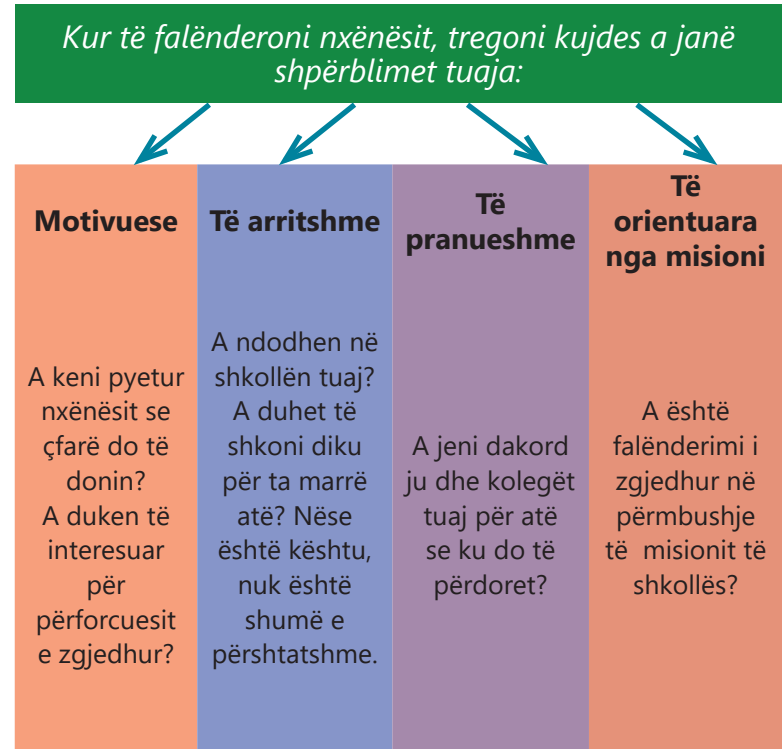 Kur të falënderoni nxënësit, tregoni kujdes a janë
shpërblimet tuaja:
Motivuese
A keni pyetur
nxënësit se
çfarë do të
donin?
A duken të
interesuar
për
përforcuesit
e zgjedhur?
Të arritshme
A ndodhen në
shkollën tuaj?
A duhet të
shkoni diku
për ta marrë
atë? Nëse
është kështu,
nuk është
shumë e
përshtatshme.
Të
pranueshme
A jeni dakord
ju dhe kolegët
tuaj për atë
se ku do të
përdoret?
Të
orientuara
nga misioni
A është
falënderimi i
zgjedhur në
përmbushje
të  misionit të
shkollës?